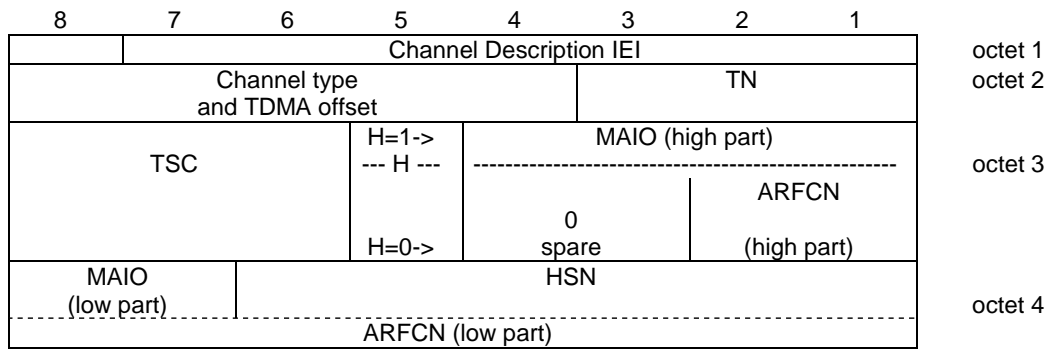 8 7 6 5 4 3 2 1
Channel Description IEI octet 1
Channel type TN octet 2
and TDMA offset
H=1-> MAIO (high part)
TSC --- H --- ----------------------------------------------------- octet 3
ARFCN
0
H=0-> spare (high part)
MAIO HSN
(low part) octet 4
ARFCN (low part)